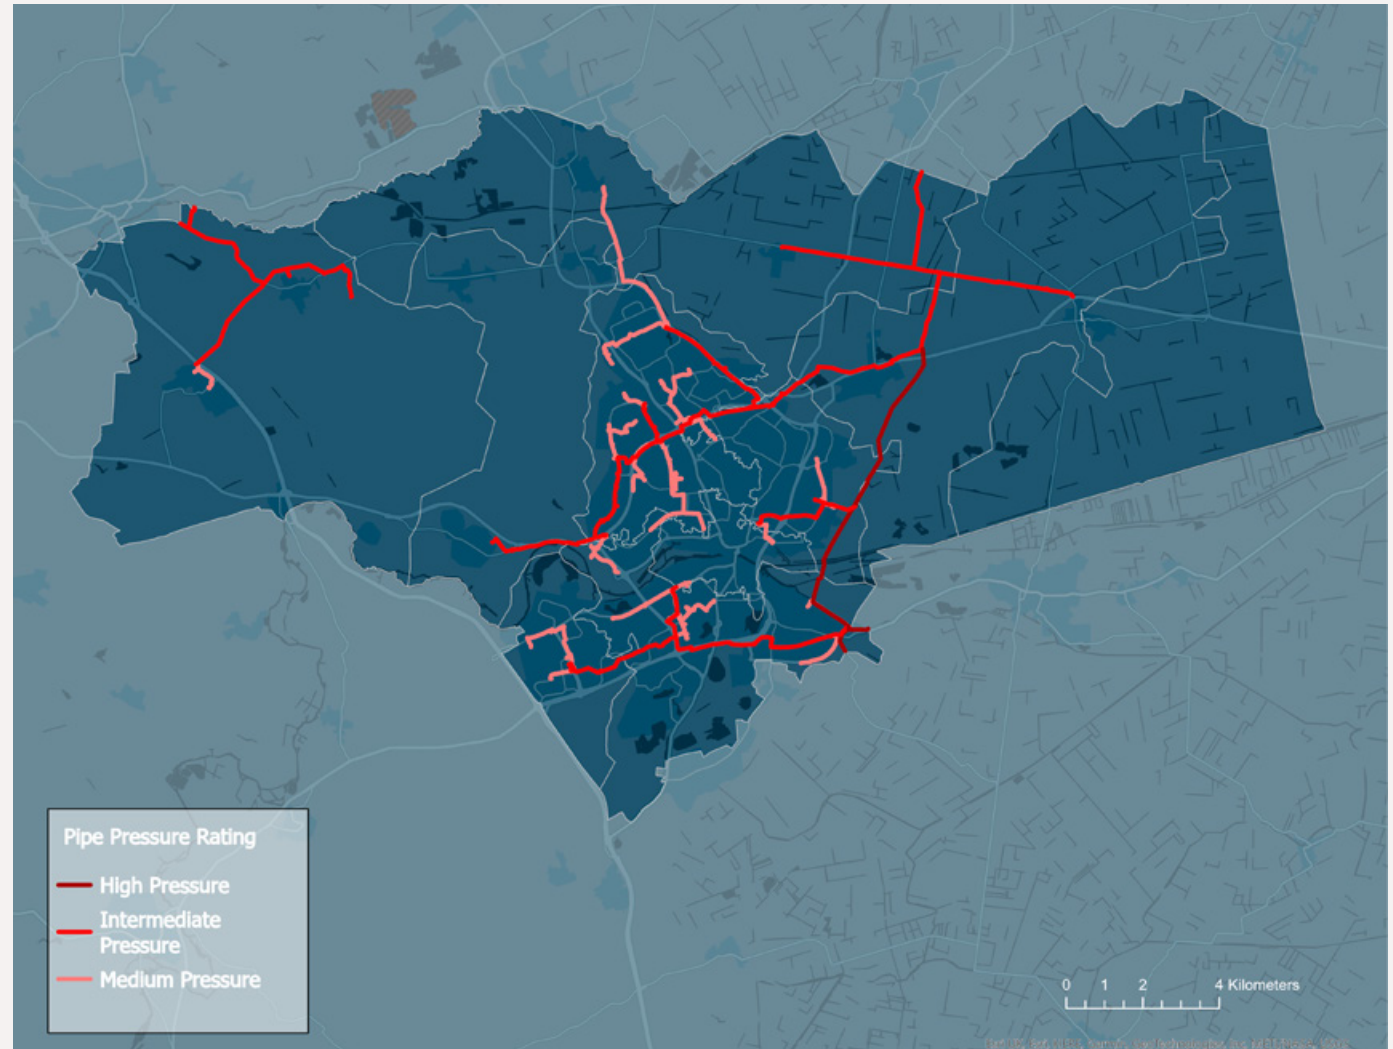 Pipe Pressure Rating
High Pressure
Intermediate
Pressure
Medium Pressure
0 1 2 4 Kilometers